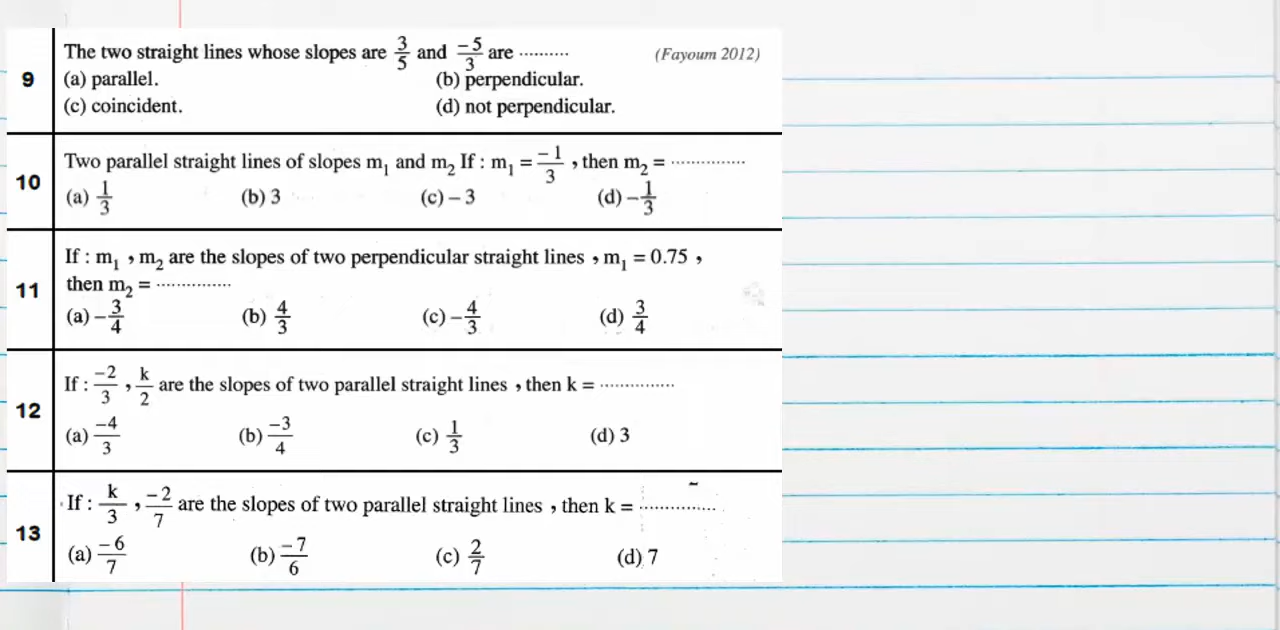 9
The two straight lines whose slopes are 3/5 and -5/3 are .......... (Fayoum 2012)
(a) parallel. (b) perpendicular.
(c) coincident. (d) not perpendicular.
10
Two parallel straight lines of slopes m₁ and m₂ If : m₁ = -1/3 , then m₂ = ...............
(a) 1/3 (b) 3 (c) – 3 (d) – 1/3
11
If : m₁ , m₂ are the slopes of two perpendicular straight lines , m₁ = 0.75 ,
then m₂ = ...............
(a) – 3/4 (b) 4/3 (c) – 4/3 (d) 3/4
12
If : -2/3 , k/2 are the slopes of two parallel straight lines , then k = ...............
(a) -4/3 (b) -3/4 (c) 1/3 (d) 3
13
If : k/3 , -2/7 are the slopes of two parallel straight lines , then k = ...............
(a) -6/7 (b) -7/6 (c) 2/7 (d) 7